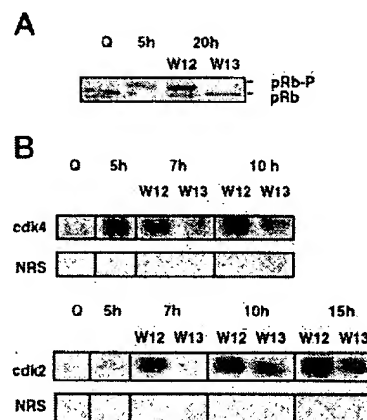 A
Q 5h 20h
W12 W13
pRb-P
pRb
B
Q 5h 7h 10 h
W12 W13 W12 W13
cdk4
NRS
Q 5h 7h 10h 15h
W12 W13 W12 W13 W12 W13
cdk2
NRS